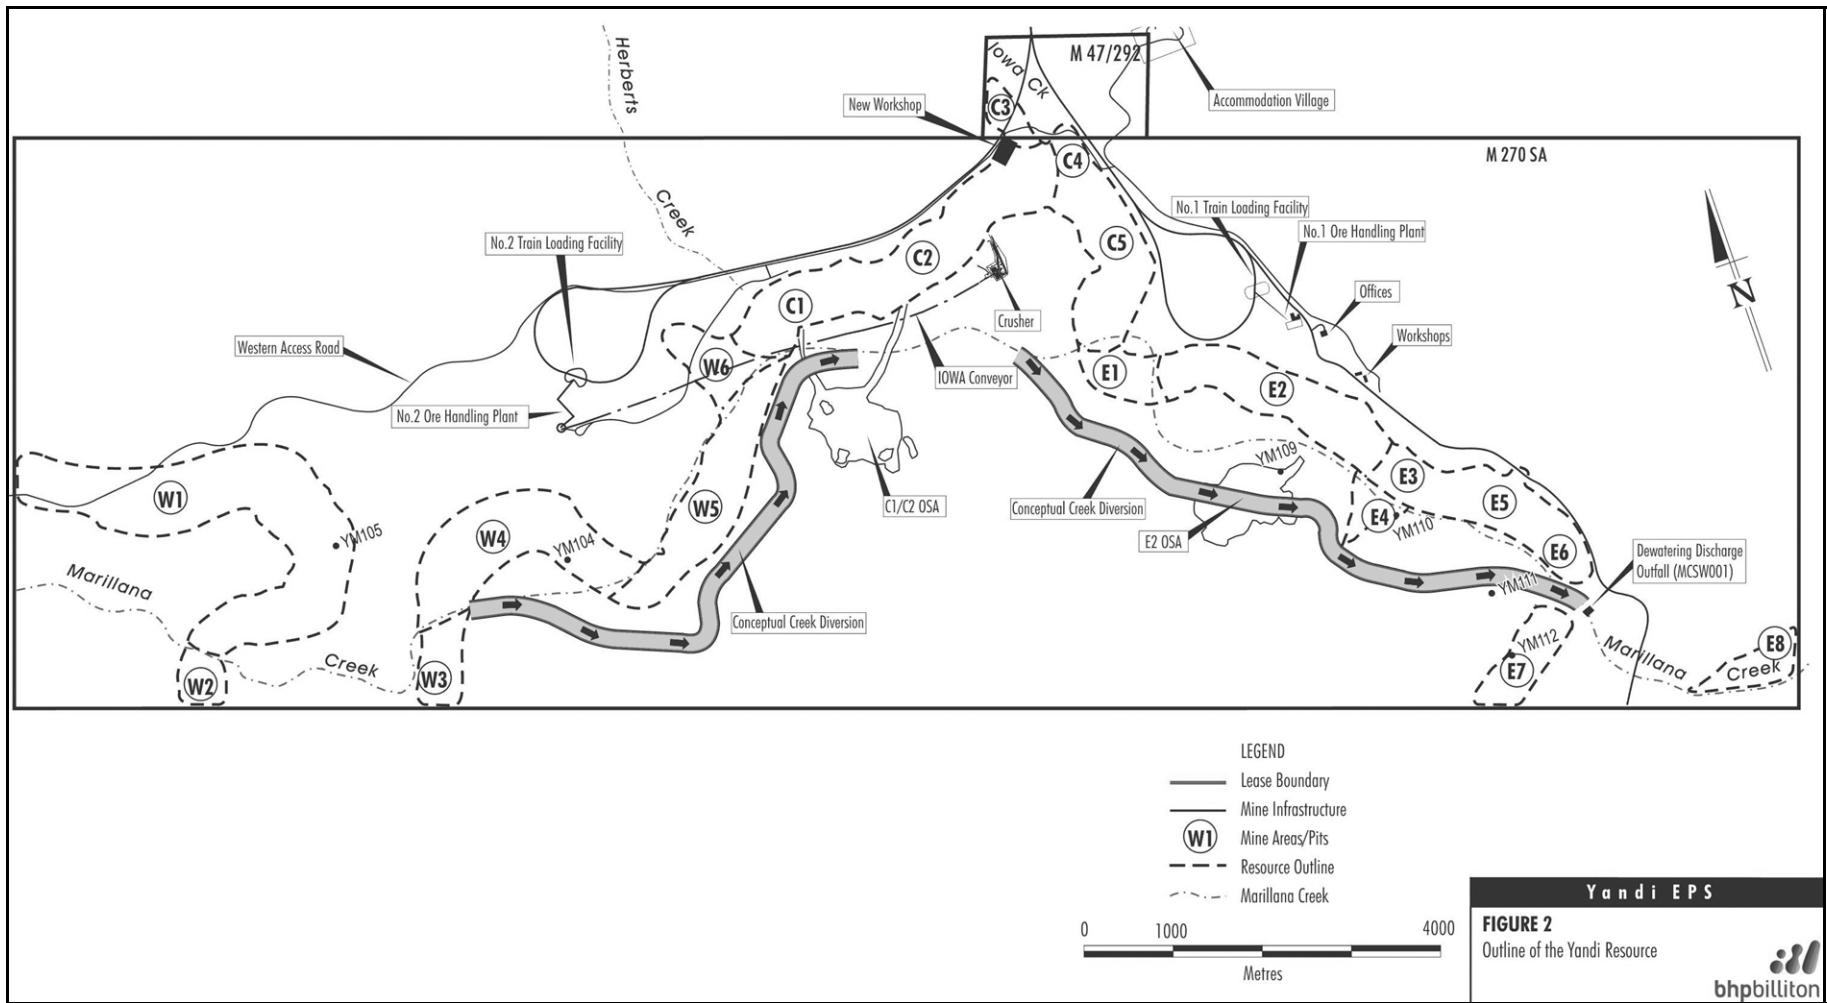 Herberts
Creek
Iowa
Ck
M 47/292
Accommodation Village
New Workshop
C3
M 270 SA
C4
No.1 Train Loading Facility
No.1 Ore Handling Plant
No.2 Train Loading Facility
C2
C5
Offices
C1
Crusher
Workshops
Western Access Road
W6
IOWA Conveyor
E1
E2
No.2 Ore Handling Plant
YM109
W1
W5
C1/C2 OSA
Conceptual Creek Diversion
E3
E5
E4
YM110
W4
YM105
YM104
E2 OSA
E6
Dewatering Discharge
Outfall (MCSW001)
Marillana
YM111
Conceptual Creek Diversion
YM112
Marillana
E8
Creek
W2
W3
E7
Creek
N
LEGEND
Lease Boundary
Mine Infrastructure
W1
Mine Areas/Pits
Resource Outline
Marillana Creek
0
1000
4000
Metres
Yandi EPS
FIGURE 2
Outline of the Yandi Resource
bhpbilliton